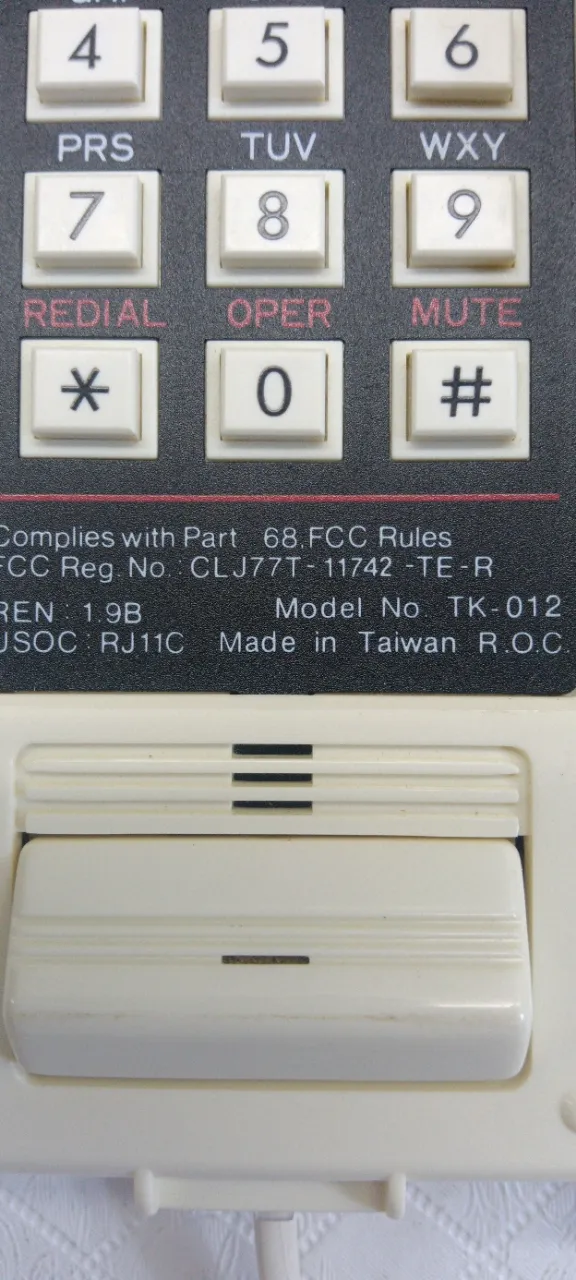 4 5 6
PRS TUV WXY
7 8 9
REDIAL OPER MUTE
* 0 #
Complies with Part 68,FCC Rules
FCC Reg. No.: CLJ77T-11742-TE-R
REN: 1.9B Model No. TK-012
USOC: RJ11C Made in Taiwan R.O.C.